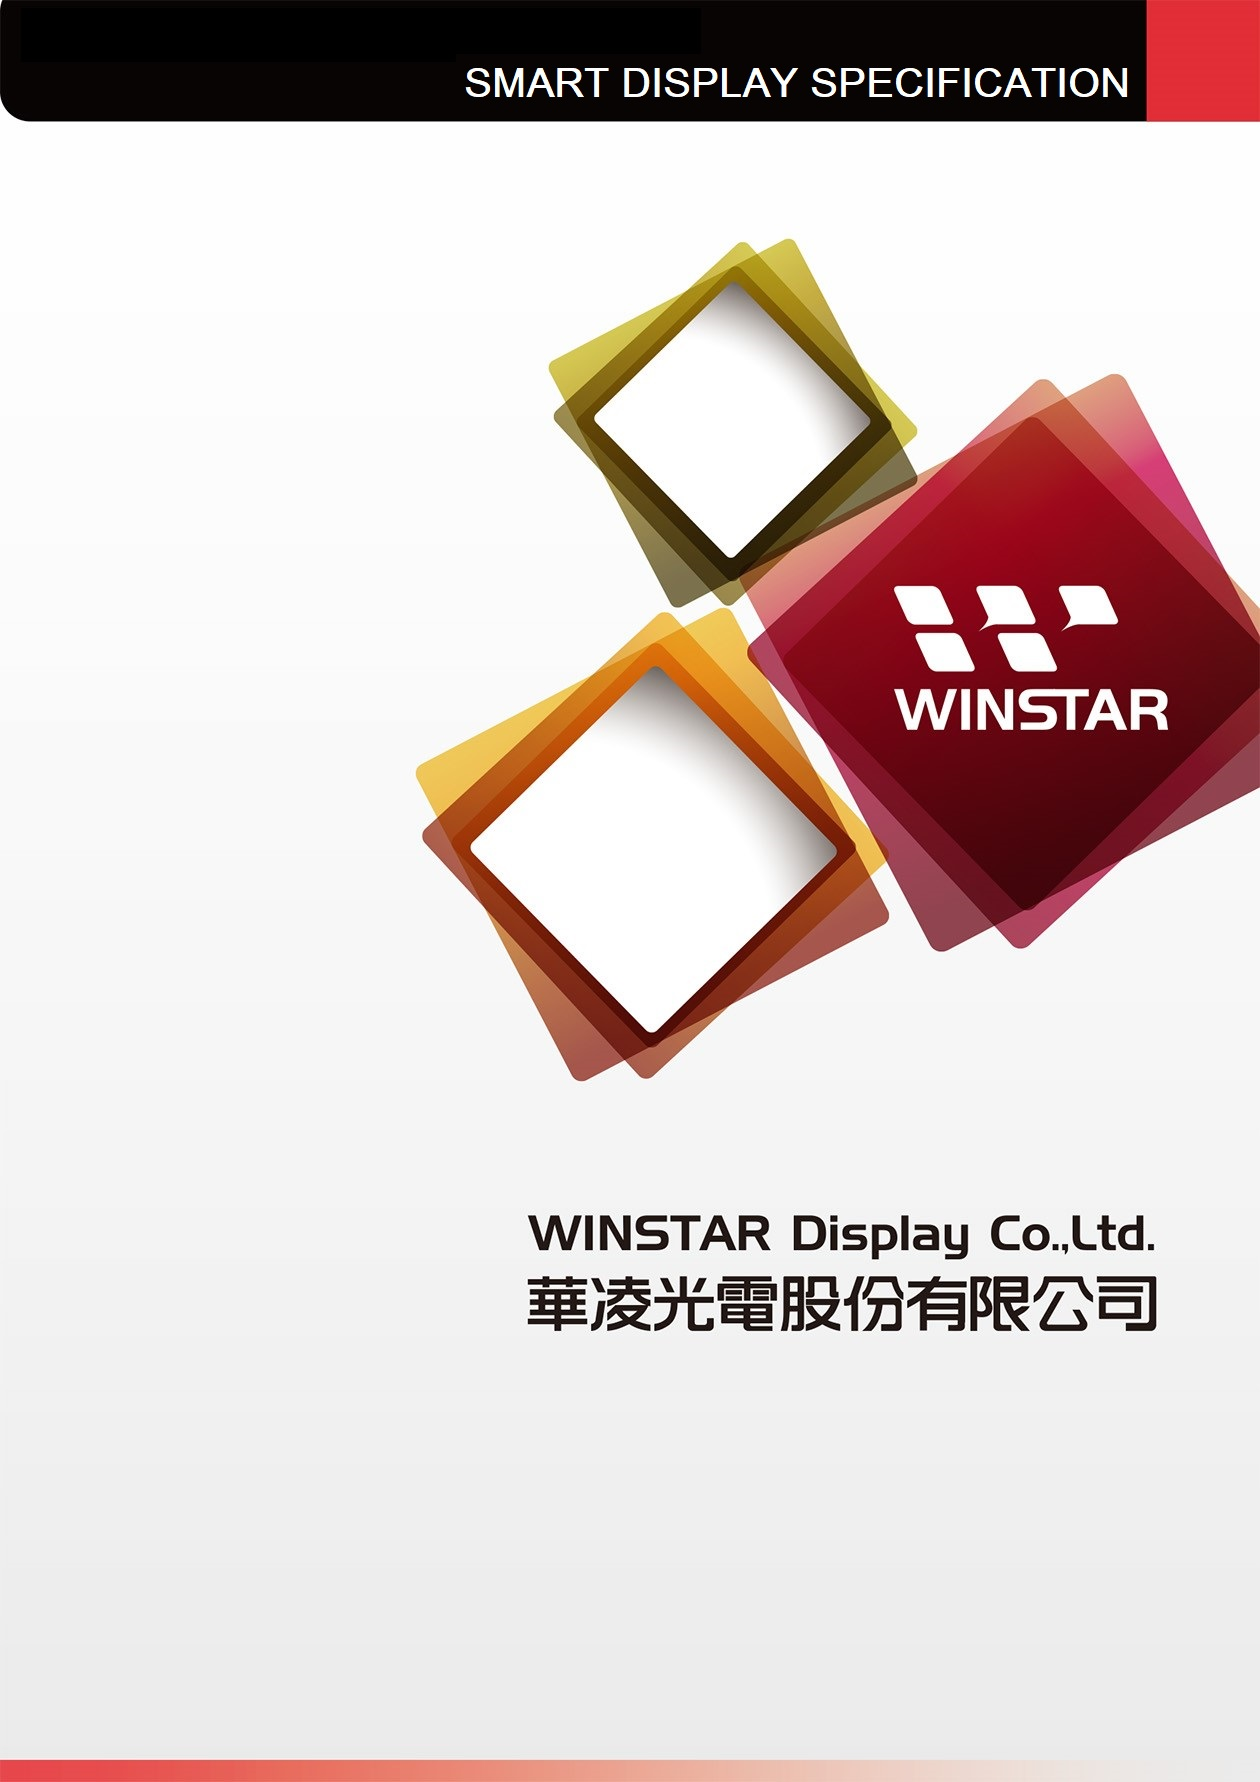 SMART DISPLAY SPECIFICATION
WINSTAR
WINSTAR Display Co.,Ltd.
華凌光電股份有限公司